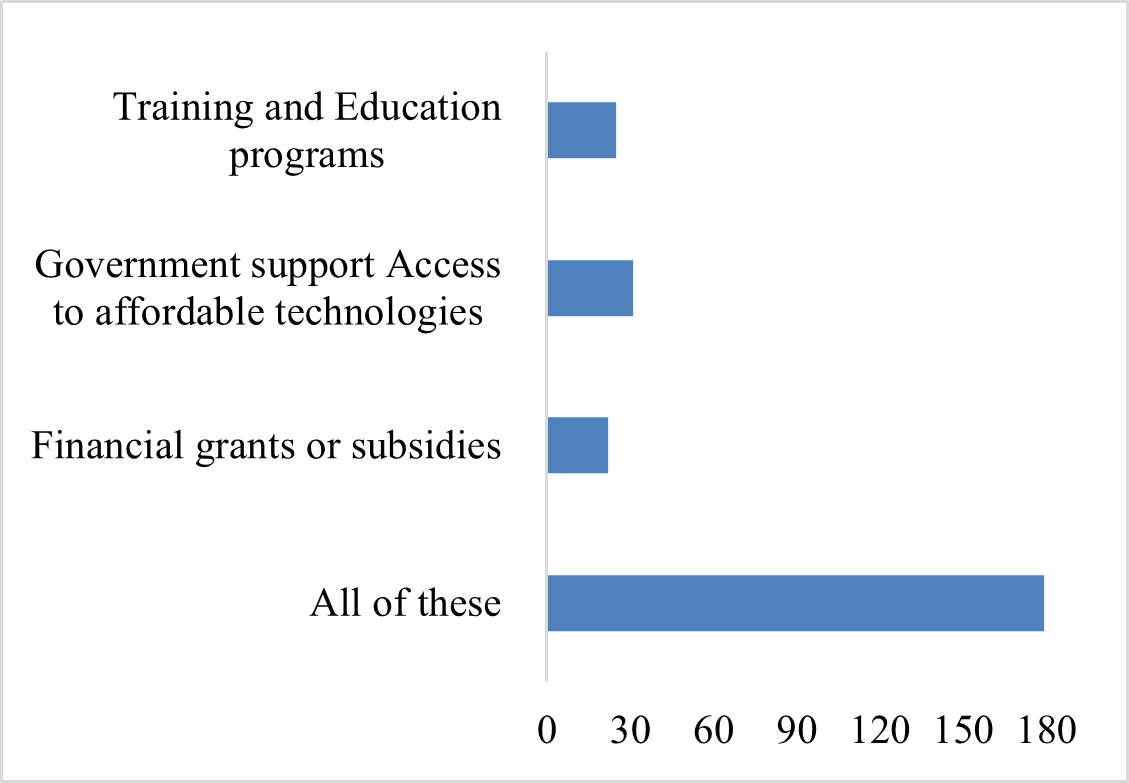 Training and Education
programs
Government support Access
to affordable technologies
Financial grants or subsidies
All of these
0 30 60 90 120 150 180